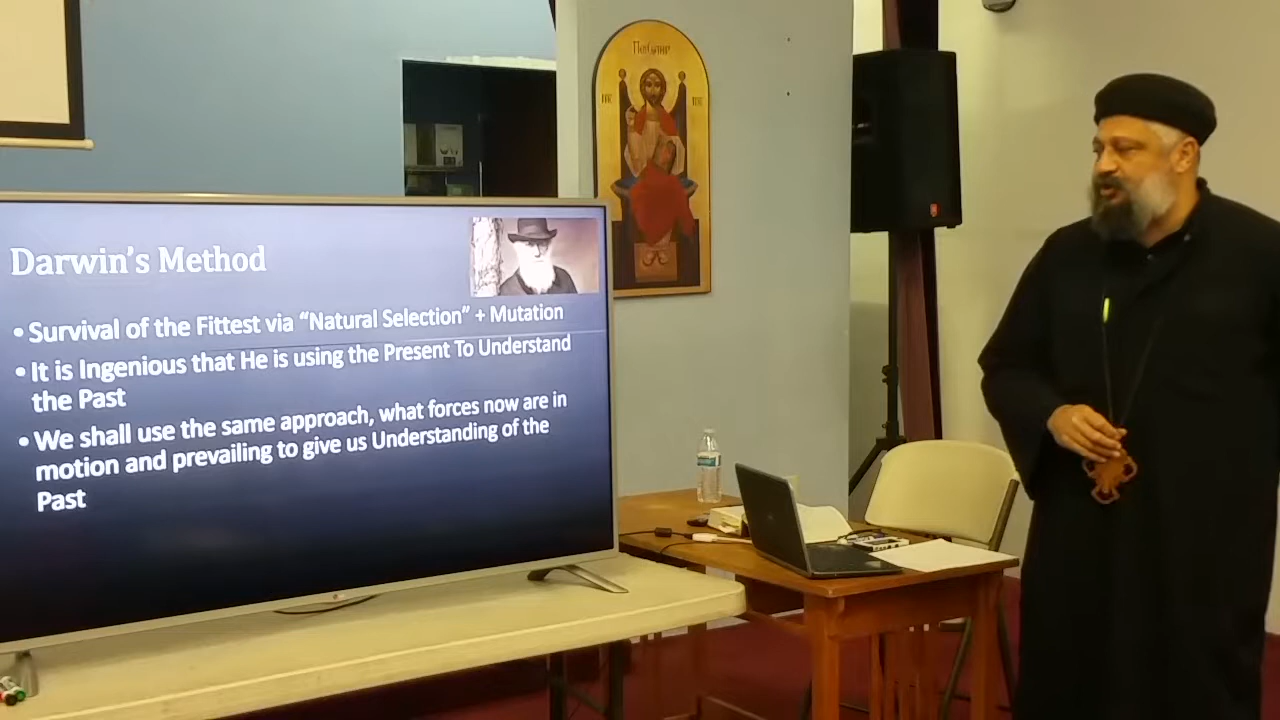 Darwin's Method
• Survival of the Fittest via "Natural Selection" + Mutation
• It is Ingenious that He is using the Present To Understand
the Past
• We shall use the same approach, what forces now are in
motion and prevailing to give us Understanding of the
Past